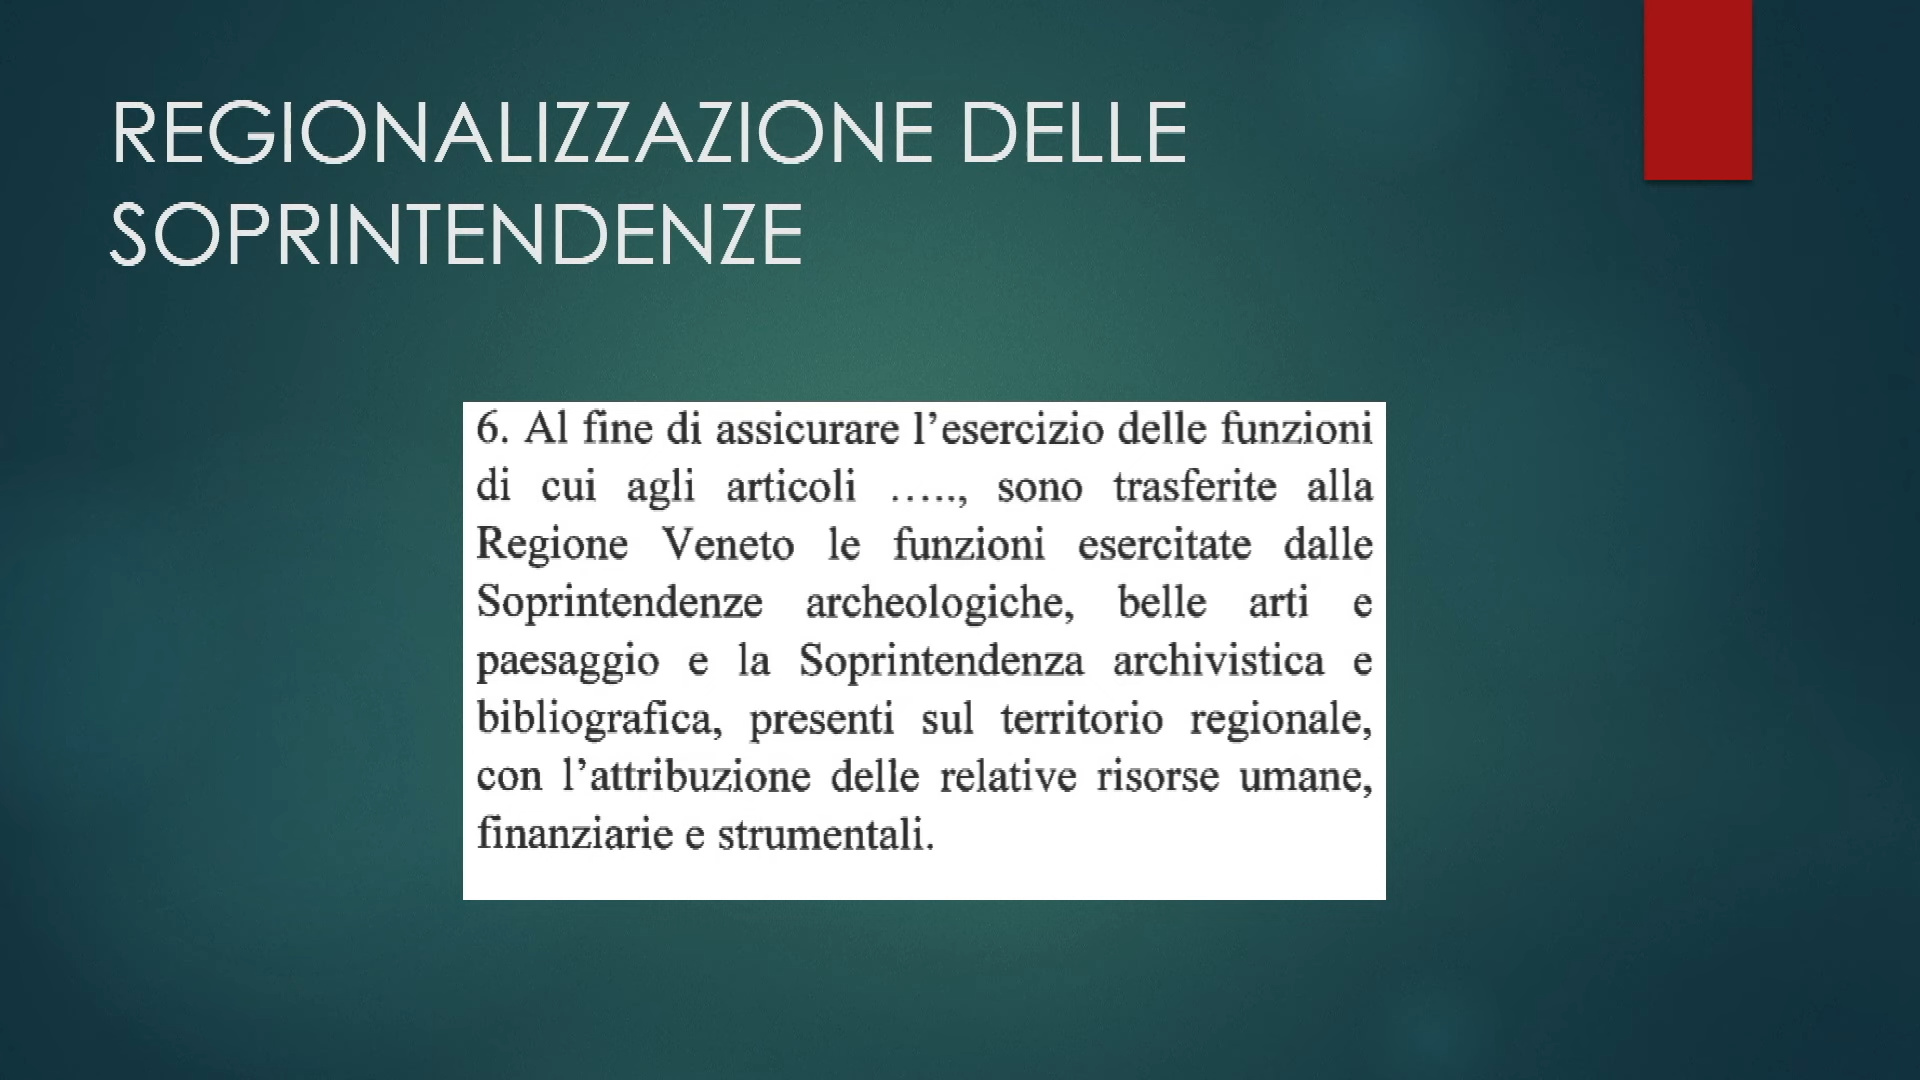 REGIONALIZZAZIONE DELLE
SOPRINTENDENZE
6. Al fine di assicurare l’esercizio delle funzioni
di cui agli articoli ….., sono trasferite alla
Regione Veneto le funzioni esercitate dalle
Soprintendenze archeologiche, belle arti e
paesaggio e la Soprintendenza archivistica e
bibliografica, presenti sul territorio regionale,
con l’attribuzione delle relative risorse umane,
finanziarie e strumentali.